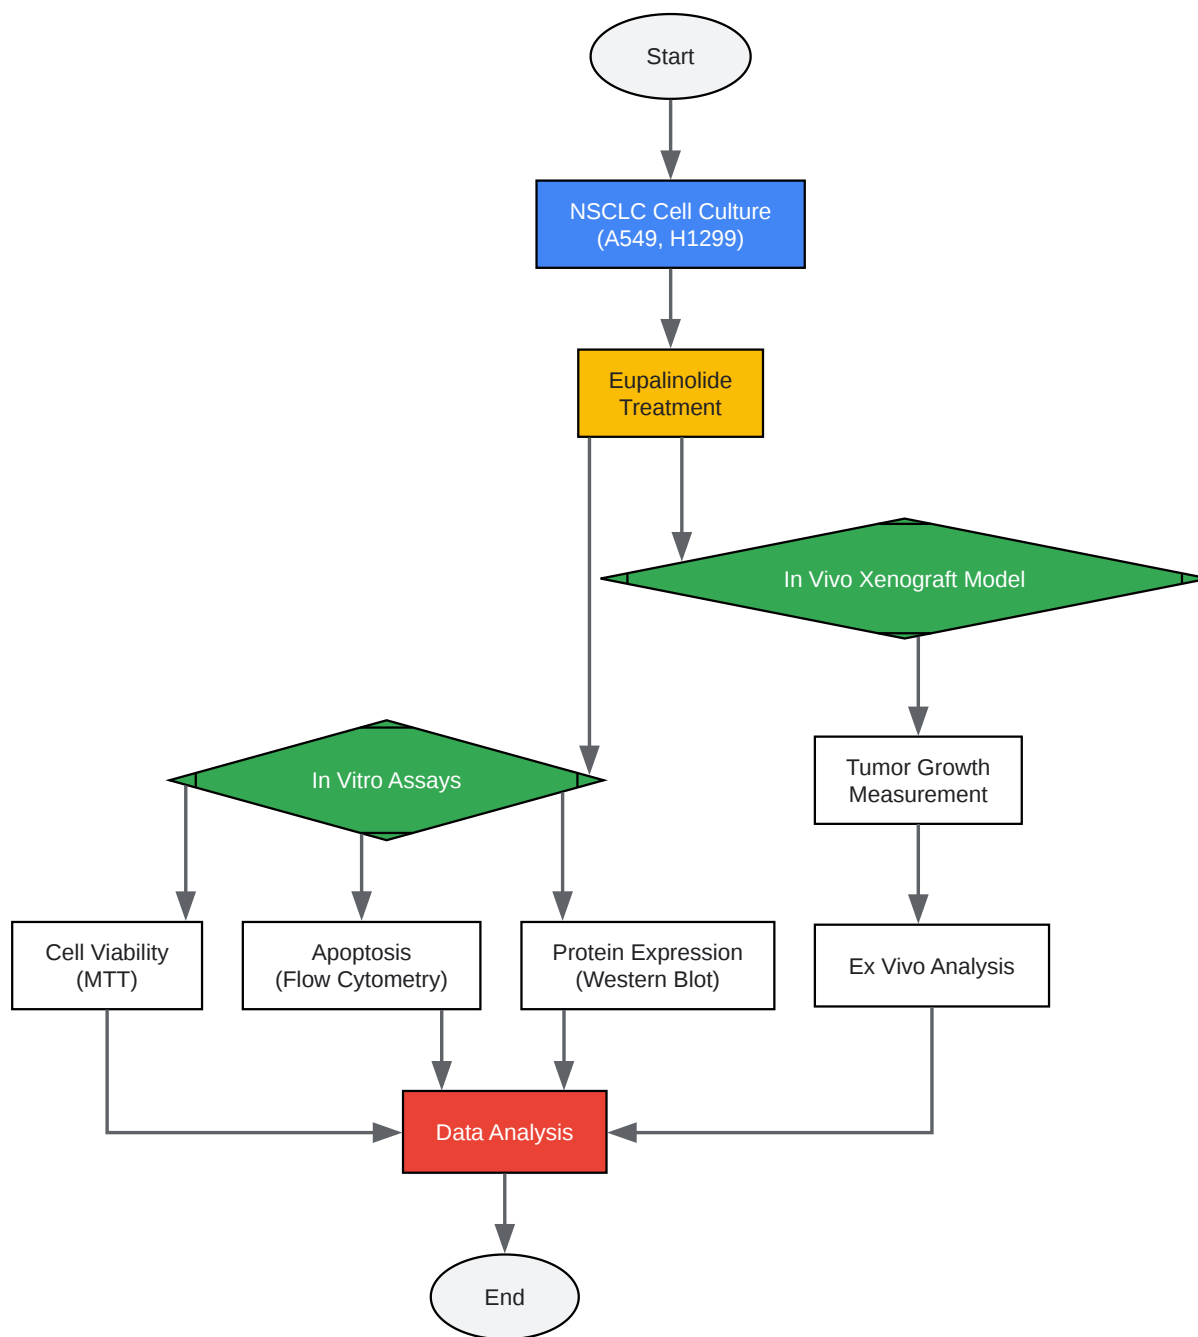 Start
NSCLC Cell Culture
(A549, H1299)
Eupalinolide
Treatment
In Vivo Xenograft Model
In Vitro Assays
Tumor Growth
Measurement
Cell Viability
(MTT)
Apoptosis
(Flow Cytometry)
Protein Expression
(Western Blot)
Ex Vivo Analysis
Data Analysis
End